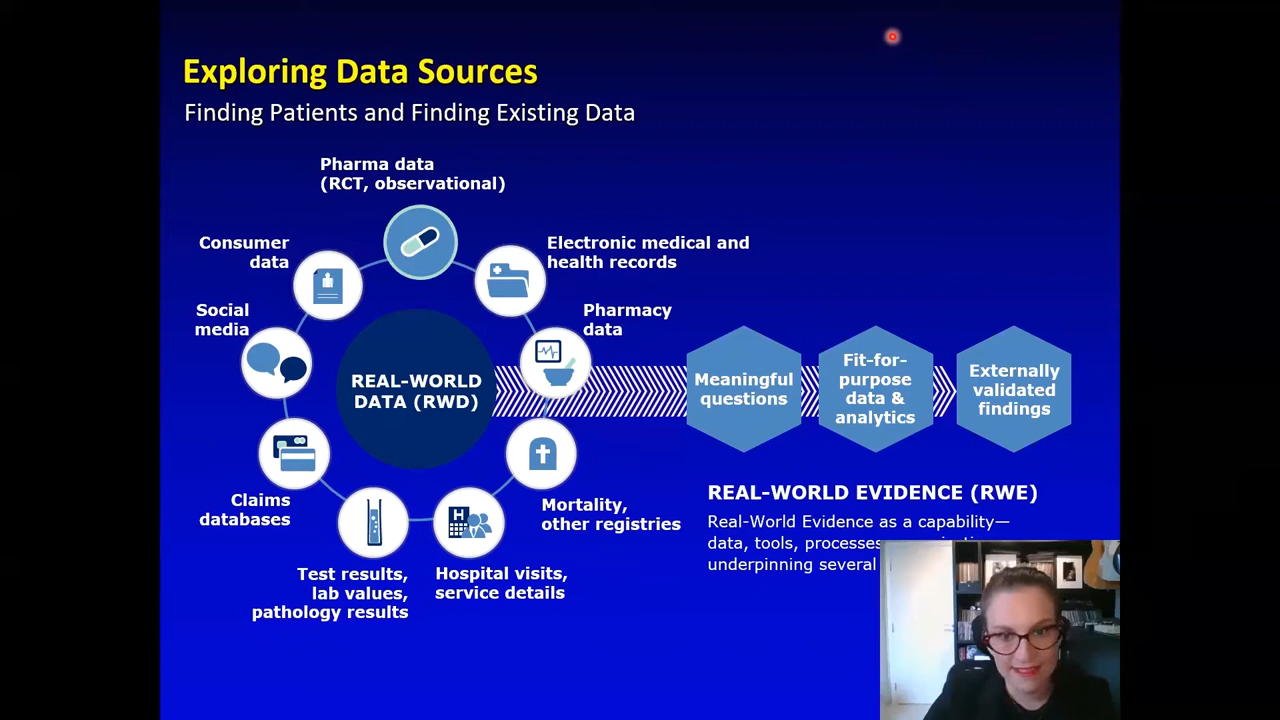 Exploring Data Sources
Finding Patients and Finding Existing Data
Pharma data
(RCT, observational)
Consumer
data
Electronic medical and
health records
Social
media
Pharmacy
data
REAL-WORLD
DATA (RWD)
Meaningful
questions
Fit-for-
purpose
data &
analytics
Externally
validated
findings
Claims
databases
Mortality,
other registries
H
Test results,
lab values,
pathology results
Hospital visits,
service details
REAL-WORLD EVIDENCE (RWE)
Real-World Evidence as a capability—
data, tools, processes
underpinning several